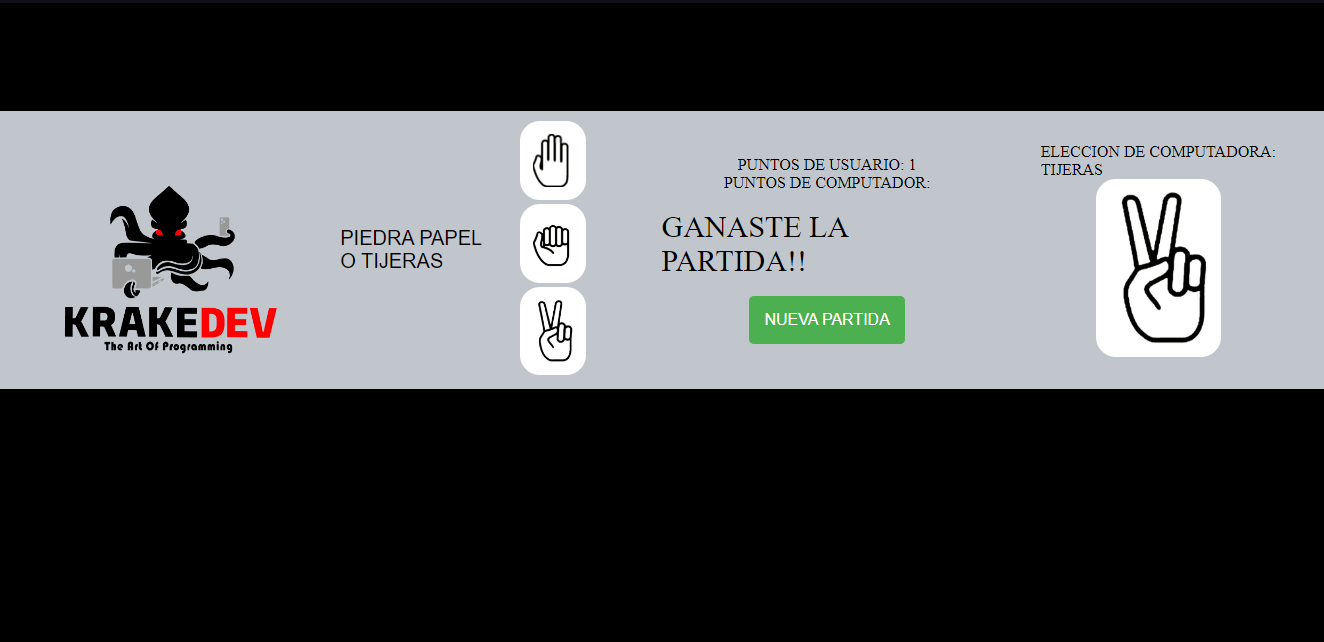 KRAKEDEV
The Art Of Programming
PIEDRA PAPEL
O TIJERAS
PUNTOS DE USUARIO: 1
PUNTOS DE COMPUTADOR:
GANASTE LA
PARTIDA!!
NUEVA PARTIDA
ELECCION DE COMPUTADORA:
TIJERAS